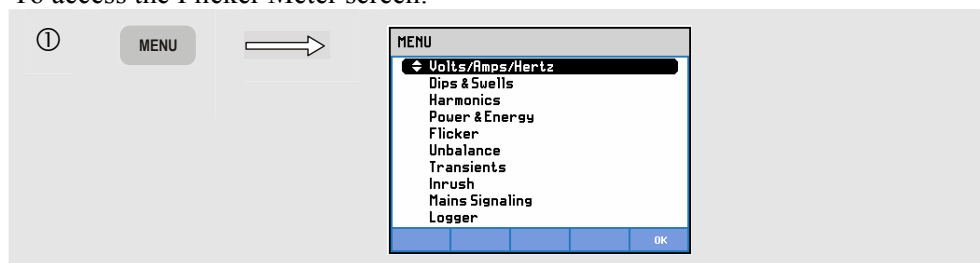 To access the Flicker Meter screen:
①
MENU
MENU
Volts/Amps/Hertz
Dips & Swells
Harmonics
Power & Energy
Flicker
Unbalance
Transients
Inrush
Mains Signaling
Logger
OK